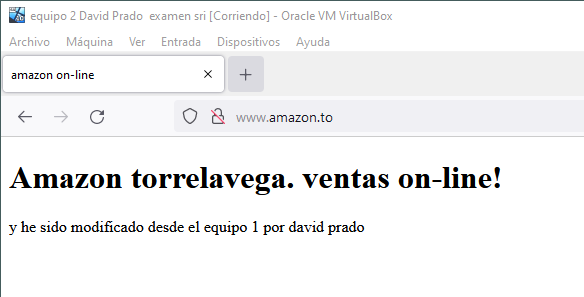 equipo 2 David Prado  examen sri [Corriendo] - Oracle VM VirtualBox
Archivo Máquina Ver Entrada Dispositivos Ayuda
amazon on-line
www.amazon.to
Amazon torrelavega. ventas on-line!
y he sido modificado desde el equipo 1 por david prado